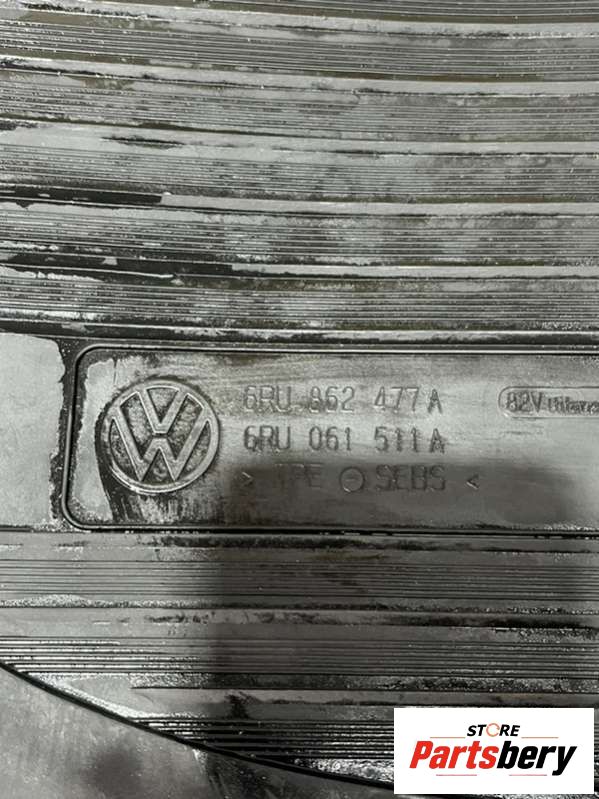 6RU 862 477 A
6RU 061 511 A
> TPE ⊖ SEBS <
82V
STORE
Partsbery